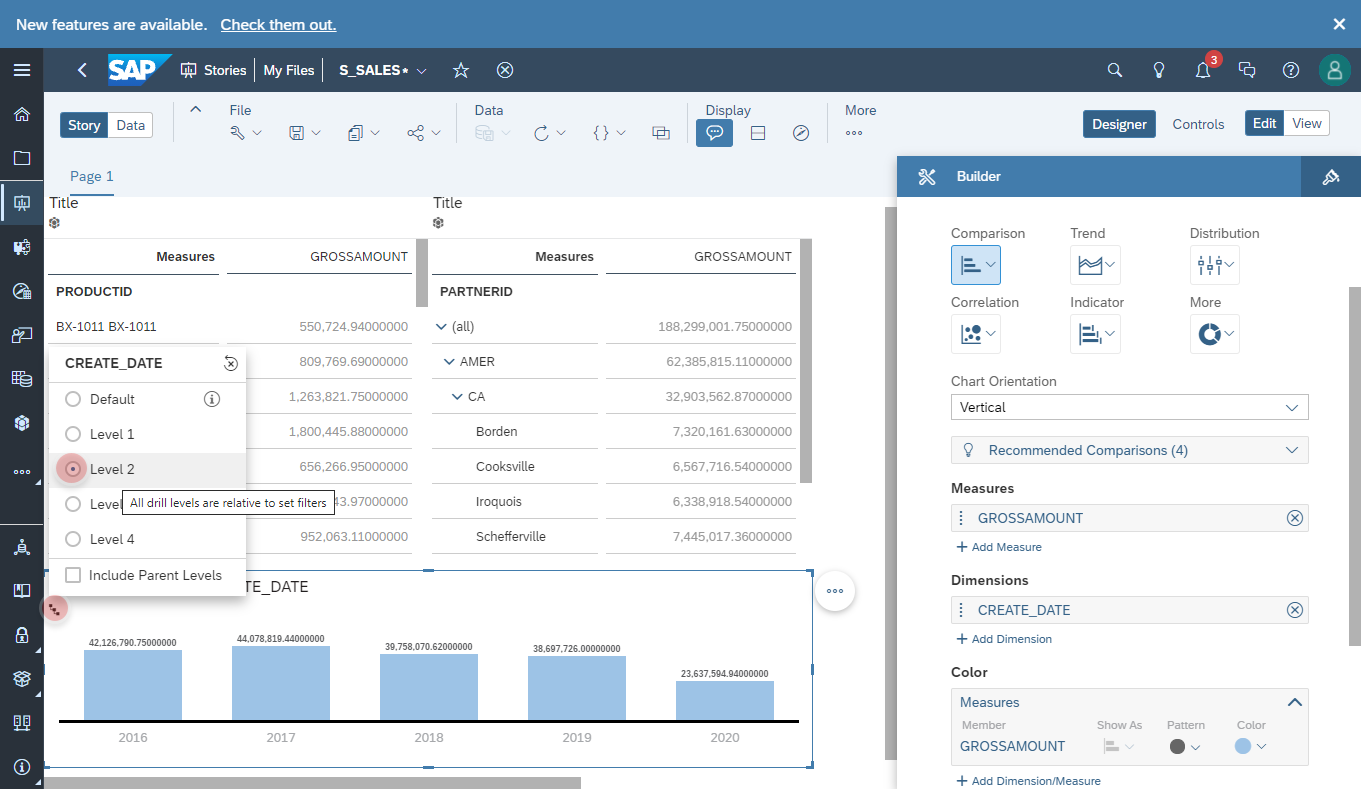 New features are available. Check them out.
SAP Stories My Files S_SALES* 3
Story Data File Data Display More Designer Controls Edit View
Page 1
Builder
Title
Title
Measures GROSSAMOUNT
PRODUCTID
BX-1011 BX-1011 550,724.94000000
809,769.69000000
1,263,821.75000000
1,800,445.88000000
656,266.95000000
43.97000000
952,063.11000000
Measures GROSSAMOUNT
PARTNERID
(all) 188,299,001.75000000
AMER 62,385,815.11000000
CA 32,903,562.87000000
Borden 7,320,161.63000000
Cooksville 6,567,716.54000000
Iroquois 6,338,918.54000000
Schefferville 7,445,017.36000000
CREATE_DATE
Default
Level 1
Level 2
Level
All drill levels are relative to set filters
Level 4
Include Parent Levels
TE_DATE
42,126,790.75000000 44,078,819.44000000 39,758,070.62000000 38,697,726.00000000 23,637,594.94000000
2016 2017 2018 2019 2020
Comparison Trend Distribution
Correlation Indicator More
Chart Orientation
Vertical
Recommended Comparisons (4)
Measures
GROSSAMOUNT
+ Add Measure
Dimensions
CREATE_DATE
+ Add Dimension
Color
Measures
Member Show As Pattern Color
GROSSAMOUNT
+ Add Dimension/Measure